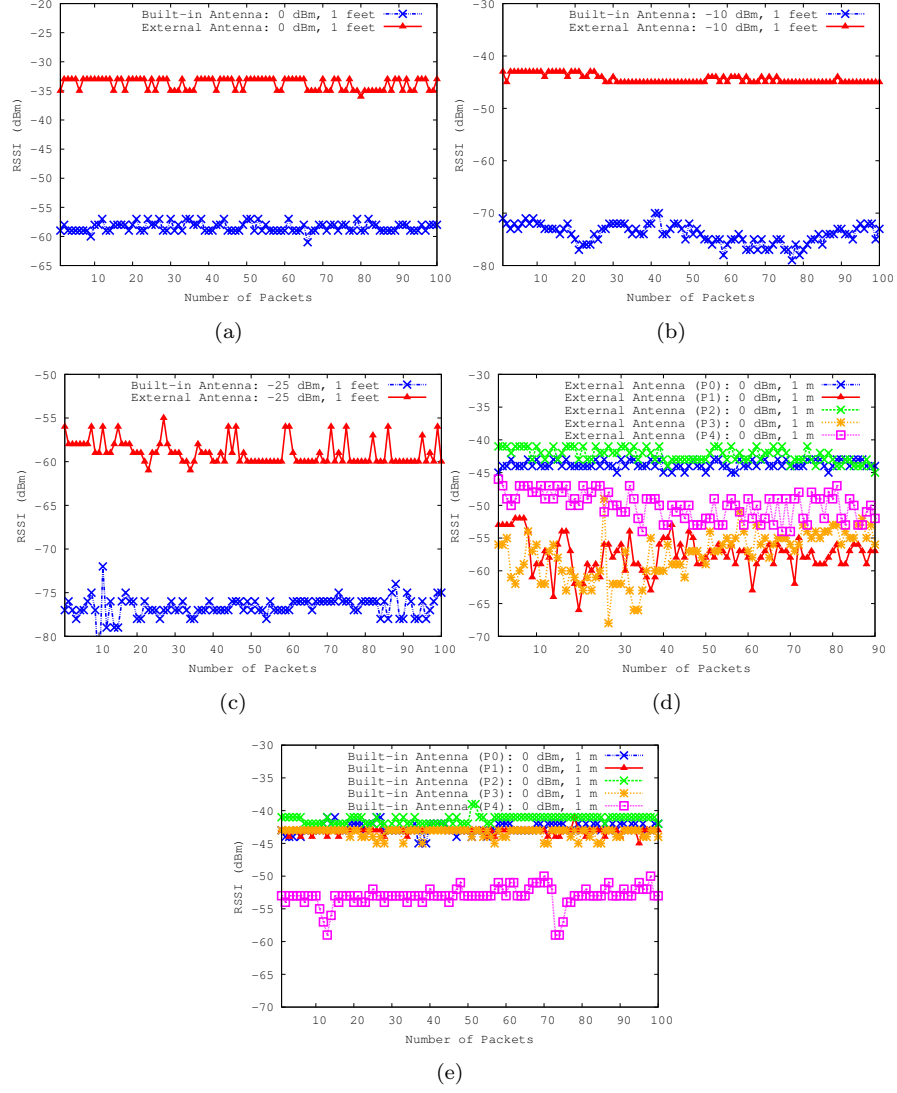 Built-in Antenna: 0 dBm, 1 feet
External Antenna: 0 dBm, 1 feet
RSSI (dBm)
-20
-25
-30
-35
-40
-45
-50
-55
-60
-65
10 20 30 40 50 60 70 80 90 100
Number of Packets
(a)
Built-in Antenna: -10 dBm, 1 feet
External Antenna: -10 dBm, 1 feet
RSSI (dBm)
-30
-40
-50
-60
-70
-80
10 20 30 40 50 60 70 80 90 100
Number of Packets
(b)
Built-in Antenna: -25 dBm, 1 feet
External Antenna: -25 dBm, 1 feet
RSSI (dBm)
-50
-55
-60
-65
-70
-75
-80
10 20 30 40 50 60 70 80 90 100
Number of Packets
(c)
External Antenna (P0): 0 dBm, 1 m
External Antenna (P1): 0 dBm, 1 m
External Antenna (P2): 0 dBm, 1 m
External Antenna (P3): 0 dBm, 1 m
External Antenna (P4): 0 dBm, 1 m
RSSI (dBm)
-30
-35
-40
-45
-50
-55
-60
-65
-70
10 20 30 40 50 60 70 80 90
Number of Packets
(d)
Built-in Antenna (P0): 0 dBm, 1 m
Built-in Antenna (P1): 0 dBm, 1 m
Built-in Antenna (P2): 0 dBm, 1 m
Built-in Antenna (P3): 0 dBm, 1 m
Built-in Antenna (P4): 0 dBm, 1 m
RSSI (dBm)
-30
-35
-40
-45
-50
-55
-60
-65
-70
10 20 30 40 50 60 70 80 90 100
Number of Packets
(e)